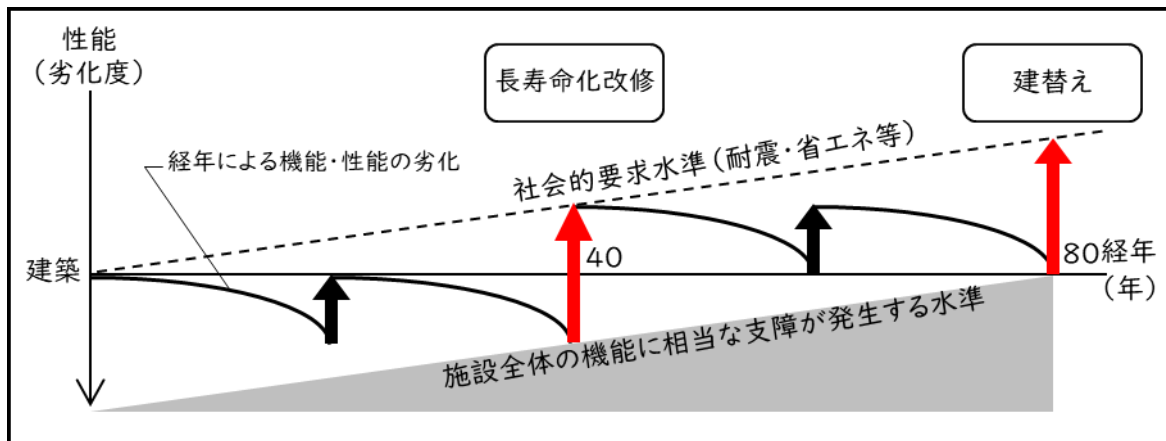 性能
(劣化度)
長寿命化改修
建替え
経年による機能・性能の劣化
社会的要求水準(耐震・省エネ等)
建築
40
80経年
(年)
施設全体の機能に相当な支障が発生する水準